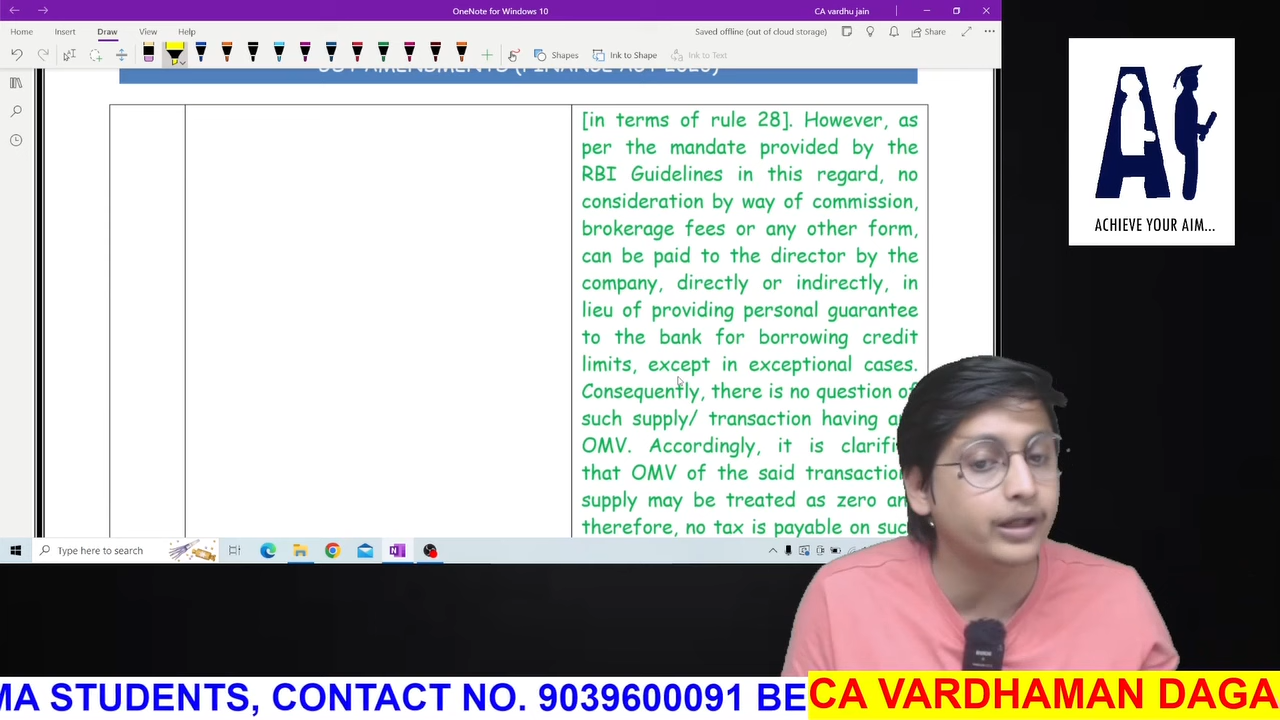 OneNote for Windows 10
CA vardhu jain
Home Insert Draw View Help
Saved offline (out of cloud storage)
Share
Shapes
Ink to Shape
Ink to Text
[in terms of rule 28]. However, as
per the mandate provided by the
RBI Guidelines in this regard, no
consideration by way of commission,
brokerage fees or any other form,
can be paid to the director by the
company, directly or indirectly, in
lieu of providing personal guarantee
to the bank for borrowing credit
limits, except in exceptional cases.
Consequently, there is no question of
such supply/ transaction having
OMV. Accordingly, it is
that OMV of the said
supply may be treated as zero
therefore, no tax is payable on
Type here to search
AI
ACHIEVE YOUR AIM...
MA STUDENTS, CONTACT NO. 9039600091 BE
CA VARDHAMAN DAGA